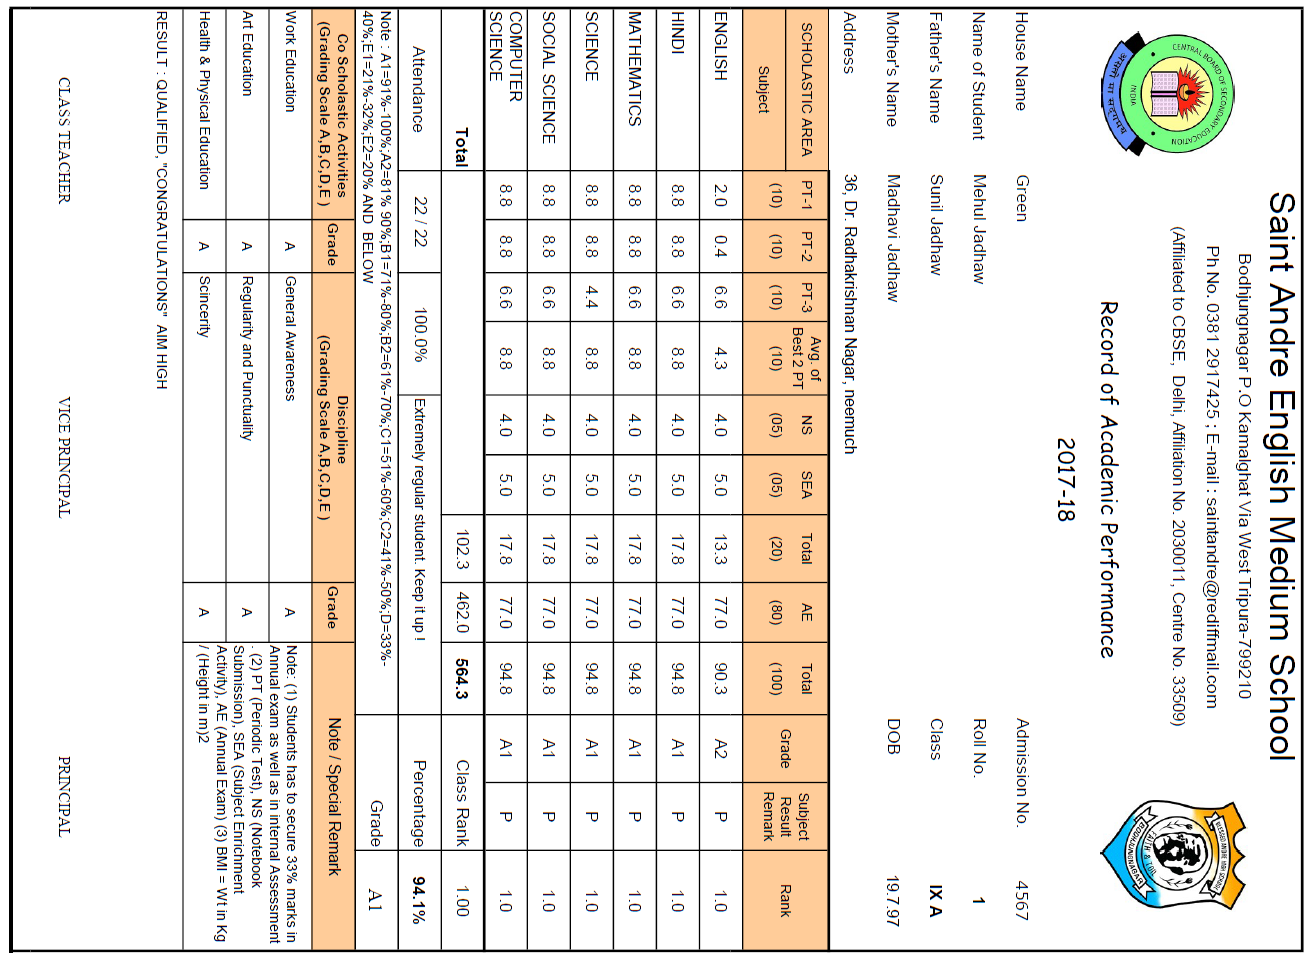 Saint Andre English Medium School
Bodhjungnagar P.O Kamalghat Via West Tripura-799210
Ph No. 0381 2917425 ; E-mail : saintandre@rediffmail.com
(Affiliated to CBSE, Delhi, Affiliation No. 2030011, Centre No. 33509)
CENTRAL BOARD OF SECONDARY EDUCATION
INDIA
BLESSED ANDRE HIGH SCHOOL
FAITH & TOIL
BODHJUNGNAGAR
Record of Academic Performance
2017-18
House Name Green Admission No. 4567
Name of Student Mehul Jadhaw Roll No. 1
Father's Name Sunil Jadhaw Class IX A
Mother's Name Madhavi Jadhaw DOB 19.7.97
Address 36, Dr. Radhakrishnan Nagar, neemuch
SCHOLASTIC AREA PT-1 PT-2 PT-3 Avg. of Best 2 PT NS SEA Total AE Total Grade Subject Result Remark Rank
Subject (10) (10) (10) (10) (05) (05) (20) (80) (100)
ENGLISH 2.0 0.4 6.6 4.3 4.0 5.0 13.3 77.0 90.3 A2 P 1.0
HINDI 8.8 8.8 6.6 8.8 4.0 5.0 17.8 77.0 94.8 A1 P 1.0
MATHEMATICS 8.8 8.8 6.6 8.8 4.0 5.0 17.8 77.0 94.8 A1 P 1.0
SCIENCE 8.8 8.8 4.4 8.8 4.0 5.0 17.8 77.0 94.8 A1 P 1.0
SOCIAL SCIENCE 8.8 8.8 6.6 8.8 4.0 5.0 17.8 77.0 94.8 A1 P 1.0
COMPUTER SCIENCE 8.8 8.8 6.6 8.8 4.0 5.0 17.8 77.0 94.8 A1 P 1.0
Total 102.3 462.0 564.3 Class Rank 1.00
Attendance 22 / 22 100.0% Extremely regular student. Keep it up ! Percentage 94.1%
Note : A1=91%-100%;A2=81% 90%;B1=71%-80%;B2=61%-70%;C1=51%-60%;C2=41%-50%;D=33%-
40%;E1=21%-32%;E2=20% AND BELOW
Grade A1
Co Scholastic Activities Grade Discipline Grade Note / Special Remark
(Grading Scale A,B,C,D,E ) (Grading Scale A,B,C,D,E )
Work Education A General Awareness A
Art Education A Regularity and Punctuality A
Health & Physical Education A Scincerity A
Note: (1) Students has to secure 33% marks in
Annual exam as well as in internal Assessment
. (2) PT (Periodic Test), NS (Notebook
Submission), SEA (Subject Enrichment
Activity), AE (Annual Exam) (3) BMI = Wt in Kg
/ (Height in m)2
RESULT : QUALIFIED, "CONGRATULATIONS" AIM HIGH
CLASS TEACHER VICE PRINCIPAL PRINCIPAL